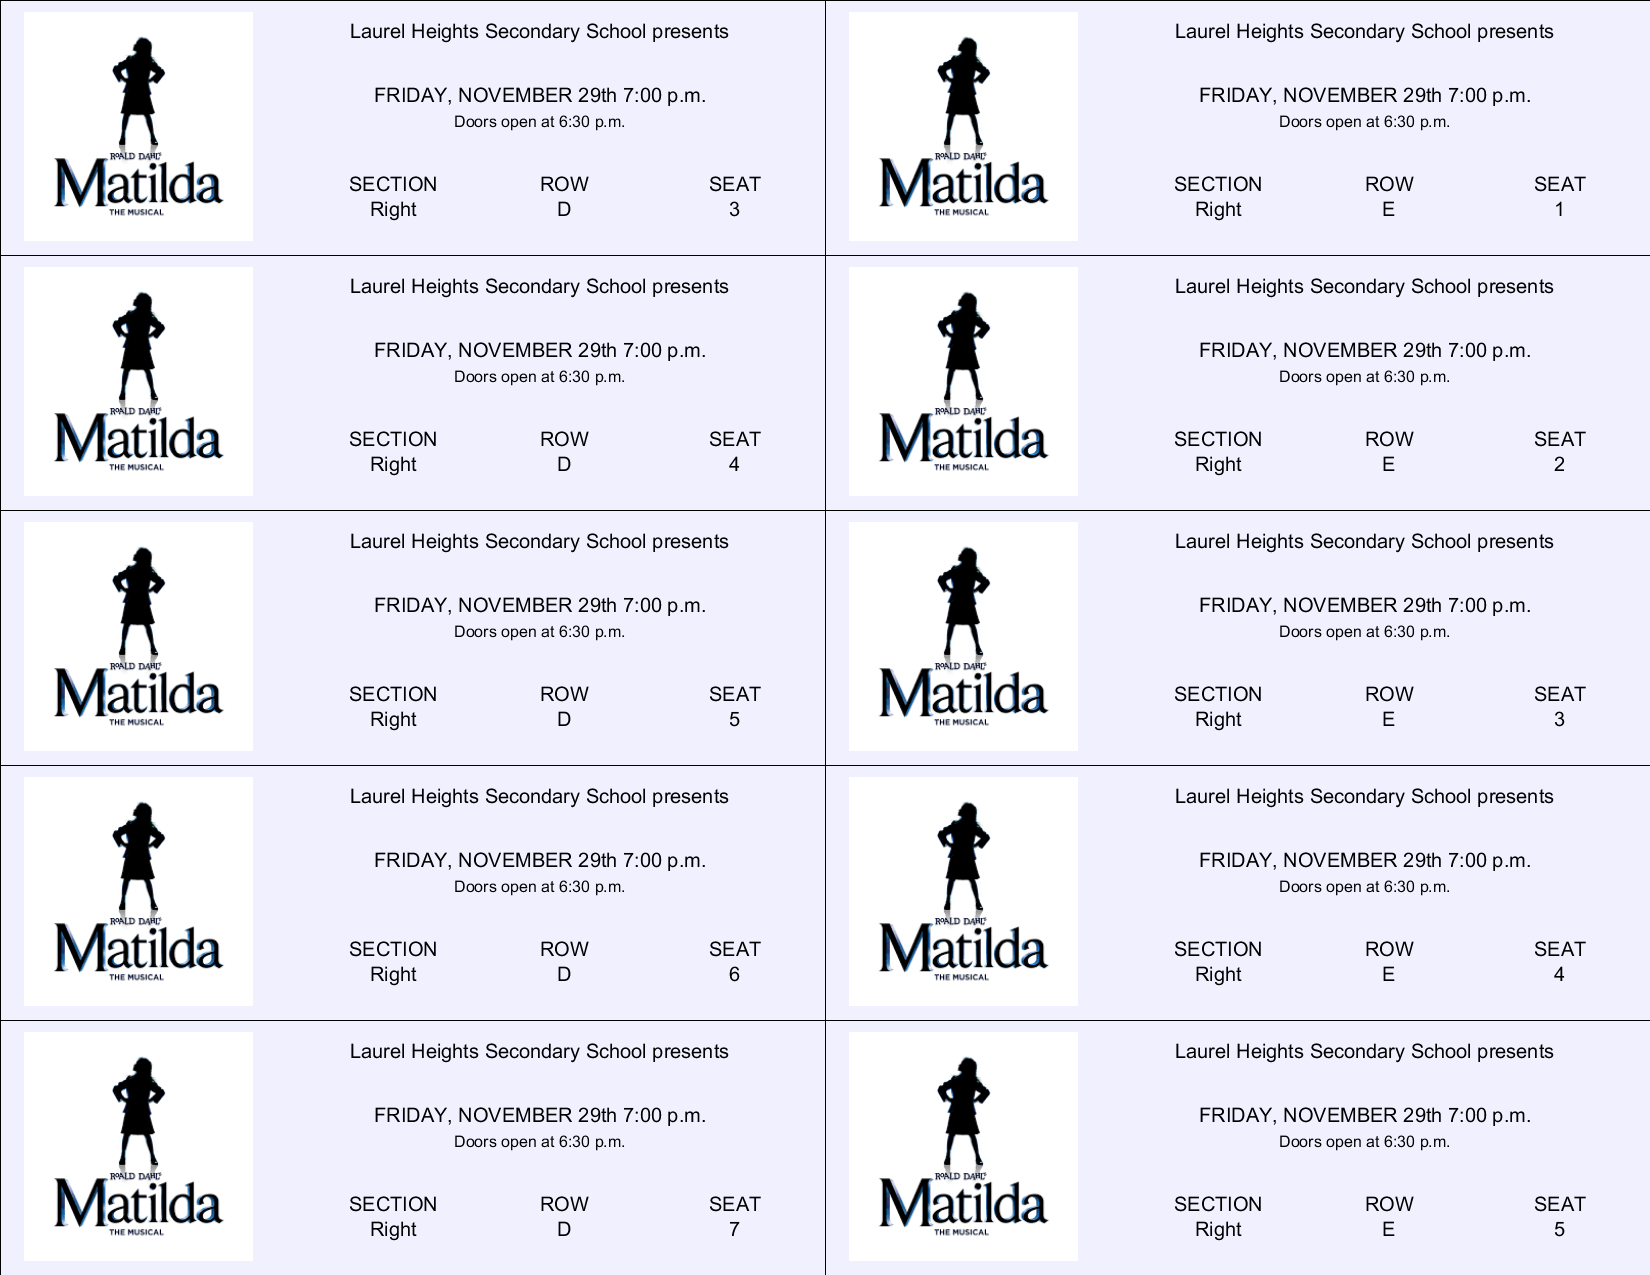 Laurel Heights Secondary School presents
FRIDAY, NOVEMBER 29th 7:00 p.m.
Doors open at 6:30 p.m.
ROALD DAHL'S
Matilda
THE MUSICAL
SECTION ROW SEAT
Right D 3
Laurel Heights Secondary School presents
FRIDAY, NOVEMBER 29th 7:00 p.m.
Doors open at 6:30 p.m.
ROALD DAHL'S
Matilda
THE MUSICAL
SECTION ROW SEAT
Right E 1
Laurel Heights Secondary School presents
FRIDAY, NOVEMBER 29th 7:00 p.m.
Doors open at 6:30 p.m.
ROALD DAHL'S
Matilda
THE MUSICAL
SECTION ROW SEAT
Right D 4
Laurel Heights Secondary School presents
FRIDAY, NOVEMBER 29th 7:00 p.m.
Doors open at 6:30 p.m.
ROALD DAHL'S
Matilda
THE MUSICAL
SECTION ROW SEAT
Right E 2
Laurel Heights Secondary School presents
FRIDAY, NOVEMBER 29th 7:00 p.m.
Doors open at 6:30 p.m.
ROALD DAHL'S
Matilda
THE MUSICAL
SECTION ROW SEAT
Right D 5
Laurel Heights Secondary School presents
FRIDAY, NOVEMBER 29th 7:00 p.m.
Doors open at 6:30 p.m.
ROALD DAHL'S
Matilda
THE MUSICAL
SECTION ROW SEAT
Right E 3
Laurel Heights Secondary School presents
FRIDAY, NOVEMBER 29th 7:00 p.m.
Doors open at 6:30 p.m.
ROALD DAHL'S
Matilda
THE MUSICAL
SECTION ROW SEAT
Right D 6
Laurel Heights Secondary School presents
FRIDAY, NOVEMBER 29th 7:00 p.m.
Doors open at 6:30 p.m.
ROALD DAHL'S
Matilda
THE MUSICAL
SECTION ROW SEAT
Right E 4
Laurel Heights Secondary School presents
FRIDAY, NOVEMBER 29th 7:00 p.m.
Doors open at 6:30 p.m.
ROALD DAHL'S
Matilda
THE MUSICAL
SECTION ROW SEAT
Right D 7
Laurel Heights Secondary School presents
FRIDAY, NOVEMBER 29th 7:00 p.m.
Doors open at 6:30 p.m.
ROALD DAHL'S
Matilda
THE MUSICAL
SECTION ROW SEAT
Right E 5